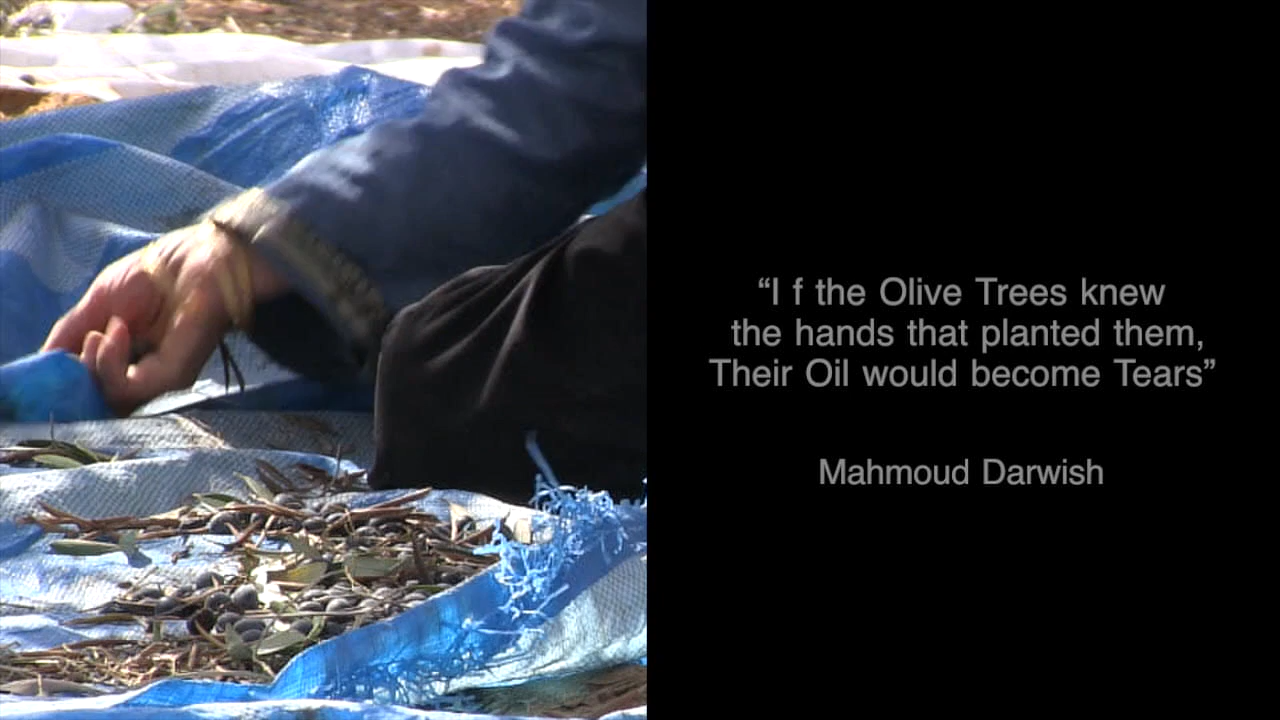 “I f the Olive Trees knew
the hands that planted them,
Their Oil would become Tears”
Mahmoud Darwish